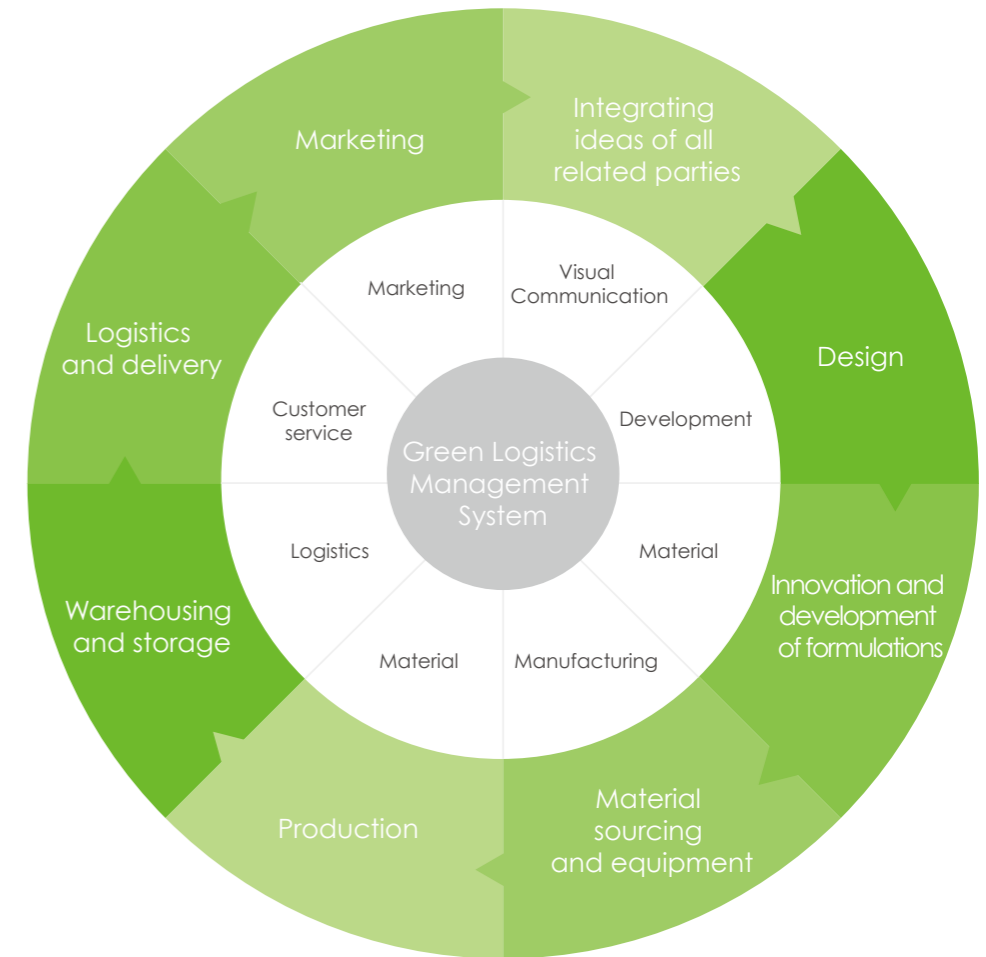 Integrating
ideas of all
related parties
Marketing
Visual
Communication
Marketing
Logistics
and delivery
Design
Customer
service
Development
Green Logistics
Management
System
Logistics
Material
Innovation and
development
of formulations
Warehousing
and storage
Material
Manufacturing
Material
sourcing
and equipment
Production